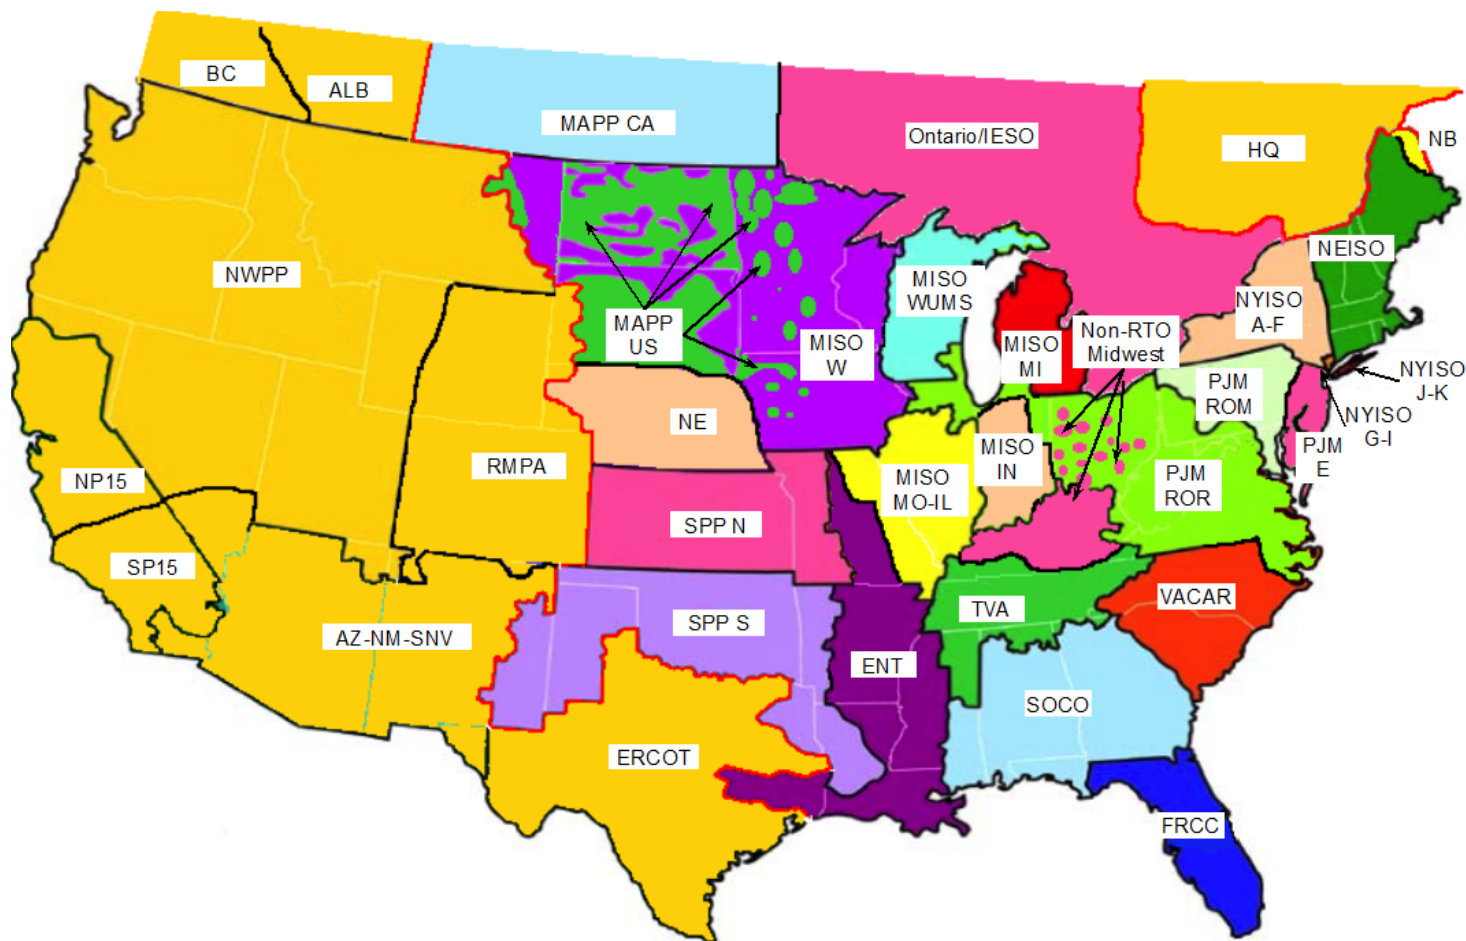 BC
ALB
MAPP CA
Ontario/IESO
HQ
NB
NWPP
MISO
WUMS
NEISO
NYISO
A-F
MAPP
US
MISO
W
MISO
MI
Non-RTO
Midwest
PJM
ROM
NYISO
J-K
NYISO
G-I
NE
RMPA
MISO
IN
PJM
E
NP15
MISO
MO-IL
PJM
ROR
SPP N
SP15
AZ-NM-SNV
SPP S
TVA
VACAR
ENT
SOCO
ERCOT
FRCC